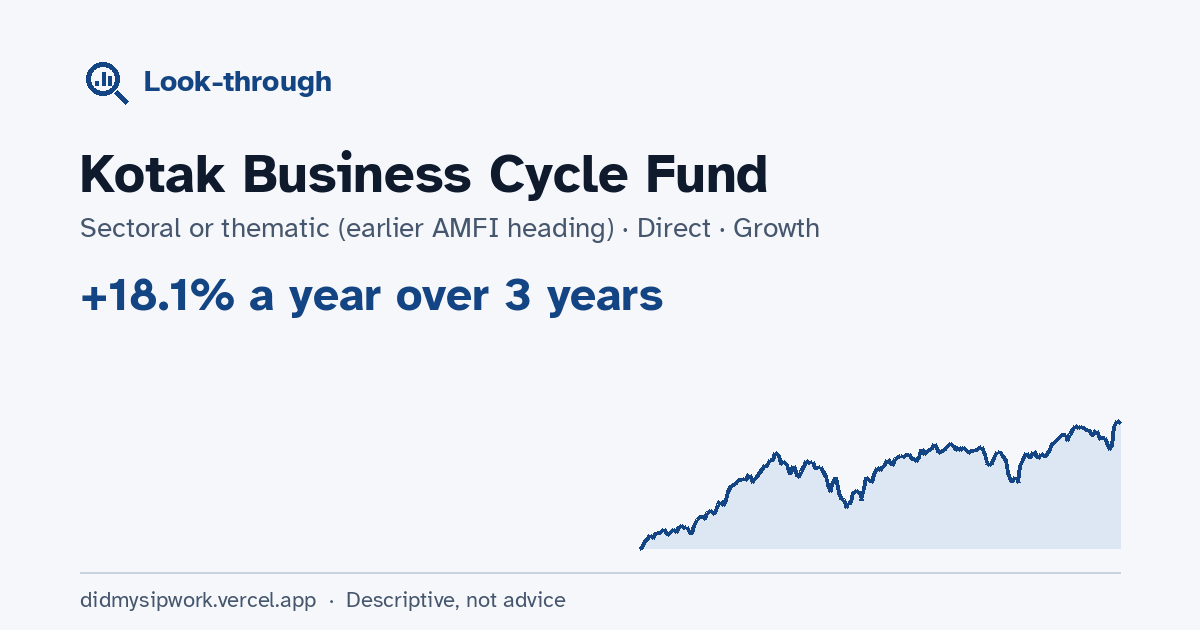 Look-through
Kotak Business Cycle Fund
Sectoral or thematic (earlier AMFI heading) · Direct · Growth
+18.1% a year over 3 years
didmysipwork.vercel.app · Descriptive, not advice